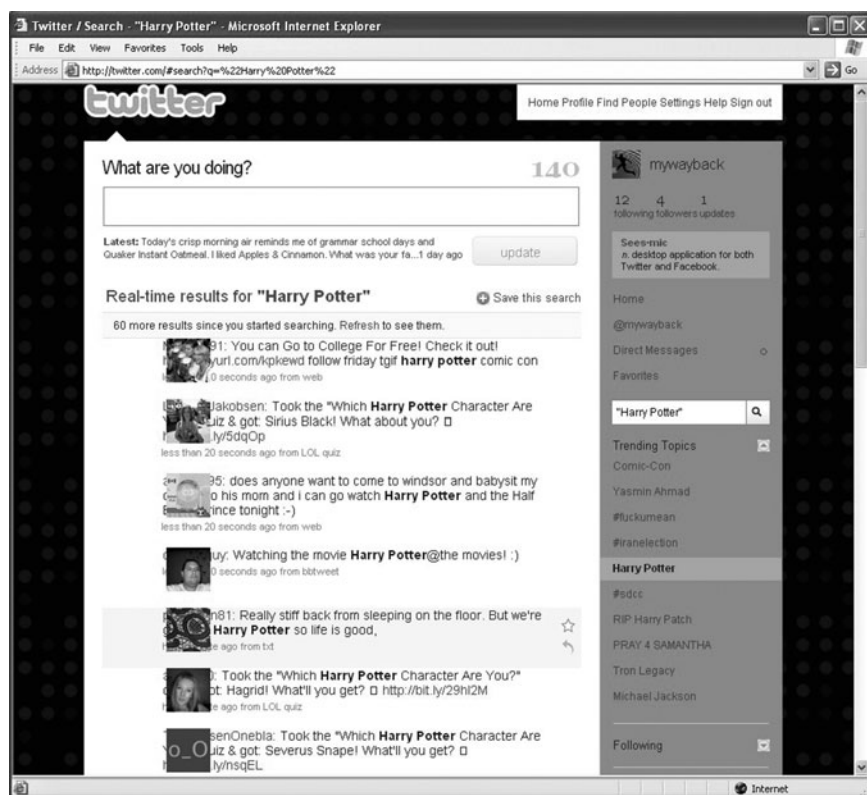 Twitter / Search - "Harry Potter" - Microsoft Internet Explorer
File Edit View Favorites Tools Help
Address http://twitter.com/#search?q=%22Harry%20Potter%22 Go
twitter
Home Profile Find People Settings Help Sign out
What are you doing? 140
Latest: Today's crisp morning air reminds me of grammar school days and
Quaker Instant Oatmeal. I liked Apples & Cinnamon. What was your fa...1 day ago
update
Real-time results for "Harry Potter" Save this search
60 more results since you started searching. Refresh to see them.
91: You can Go to College For Free! Check it out!
yurl.com/kpkewd follow friday tgif harry potter comic con
0 seconds ago from web
Jakobsen: Took the "Which Harry Potter Character Are
uiz & got: Sirius Black! What about you?
.ly/5dqOp
less than 20 seconds ago from LOL quiz
95: does anyone want to come to windsor and babysit my
o his mom and i can go watch Harry Potter and the Half
rince tonight :-)
less than 20 seconds ago from web
uy: Watching the movie Harry Potter@the movies! :)
0 seconds ago from bbtweet
n81: Really stiff back from sleeping on the floor. But we're
Harry Potter so life is good,
te ago from txt
0: Took the "Which Harry Potter Character Are You?"
ot: Hagrid! What'll you get? http://bit.ly/29hI2M
te ago from LOL quiz
senOnebla: Took the "Which Harry Potter Character Are
o_O
uiz & got: Severus Snape! What'll you get?
.ly/nsqEL
mywayback
12 4 1
following followers updates
Sees·mic
n. desktop application for both
Twitter and Facebook.
Home
@mywayback
Direct Messages 0
Favorites
"Harry Potter"
Trending Topics
Comic-Con
Yasmin Ahmad
#fuckumean
#iranelection
Harry Potter
#sdcc
RIP Harry Patch
PRAY 4 SAMANTHA
Tron Legacy
Michael Jackson
Following
Internet